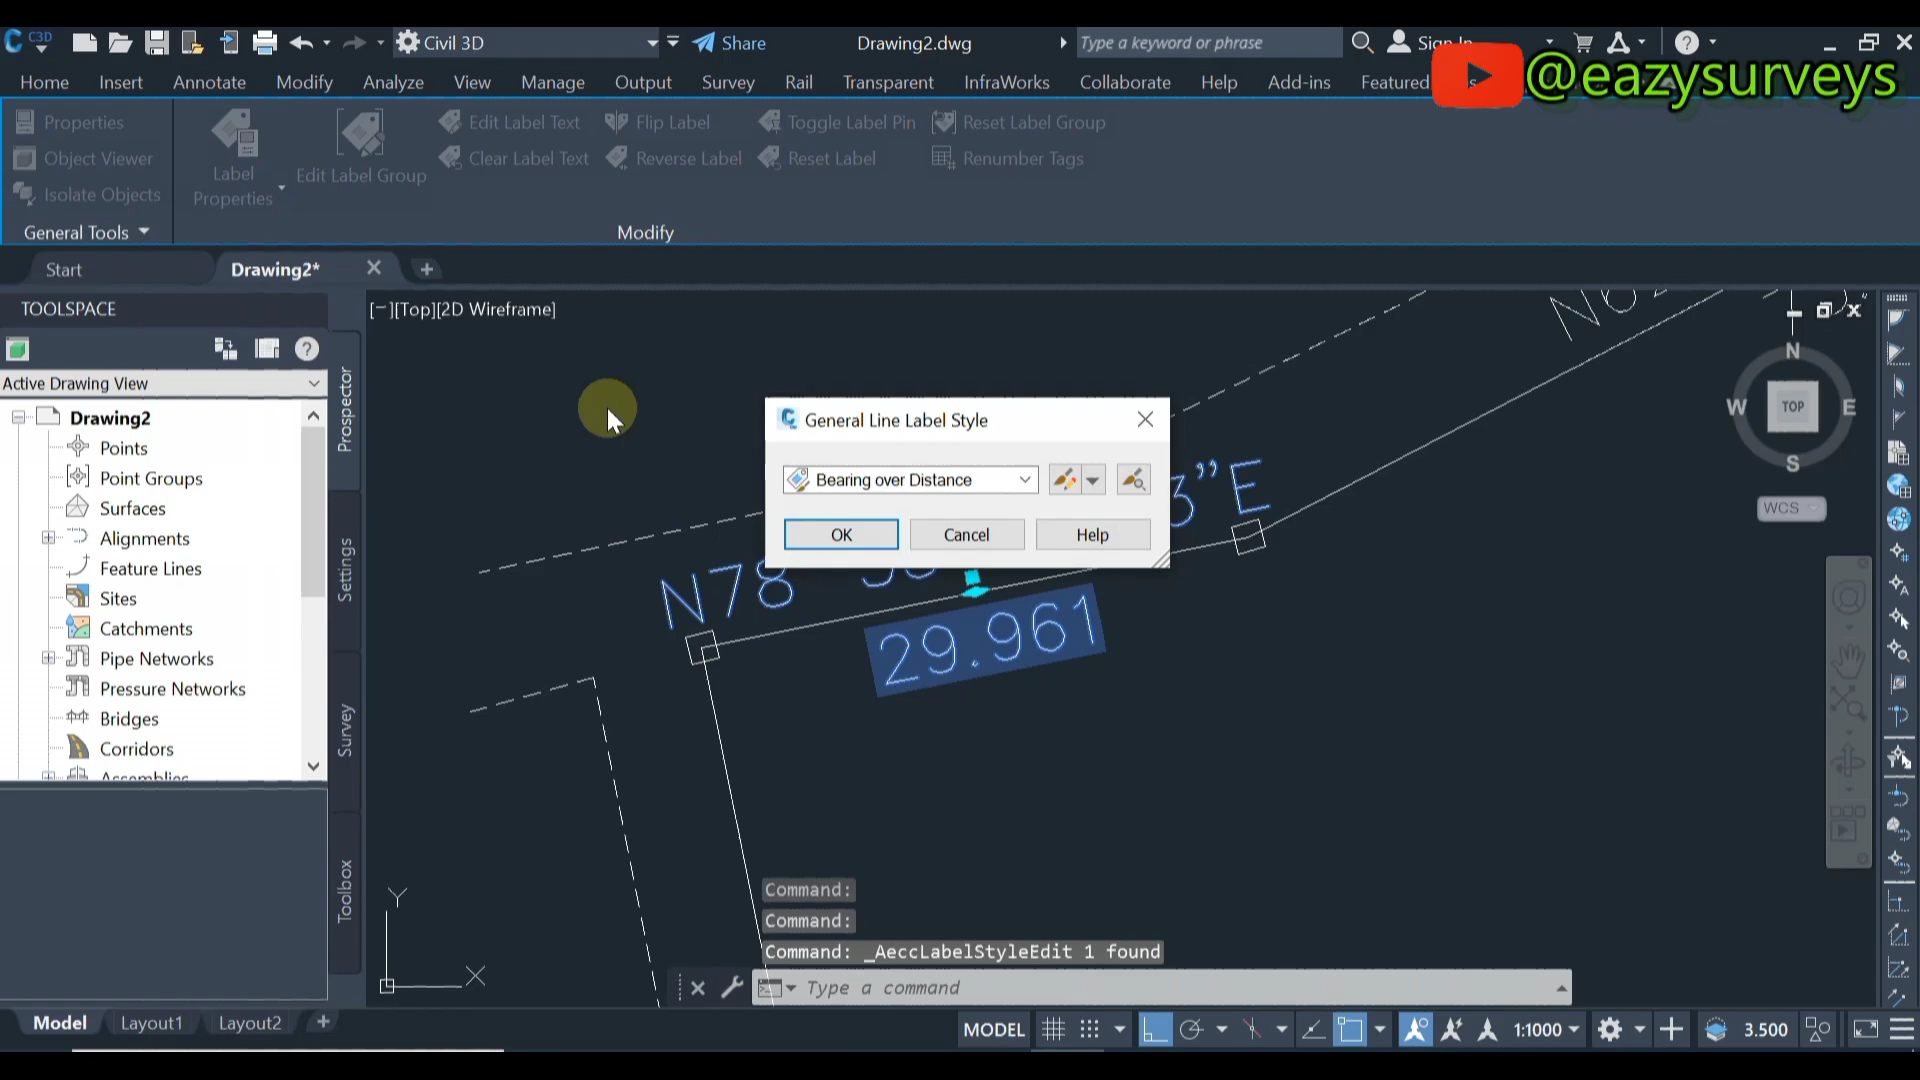 C3D
Civil 3D
Share
Drawing2.dwg
Type a keyword or phrase
@eazysurveys
Home Insert Annotate Modify Analyze View Manage Output Survey Rail Transparent InfraWorks Collaborate Help Add-ins Featured
Properties
Object Viewer
Isolate Objects
General Tools
Label Properties
Edit Label Group
Edit Label Text
Clear Label Text
Flip Label
Reverse Label
Toggle Label Pin
Reset Label
Reset Label Group
Renumber Tags
Modify
Start
Drawing2*
TOOLSPACE
Active Drawing View
Drawing2
Points
Point Groups
Surfaces
Alignments
Feature Lines
Sites
Catchments
Pipe Networks
Pressure Networks
Bridges
Corridors
Assemblies
Prospector
Settings
Survey
Toolbox
[−][Top][2D Wireframe]
General Line Label Style
Bearing over Distance
OK
Cancel
Help
N78
3”E
29.961
N
W
TOP
E
S
WCS
Y
X
Command:
Command:
Command: _AeccLabelStyleEdit 1 found
Type a command
Model
Layout1
Layout2
MODEL
1:1000
3.500